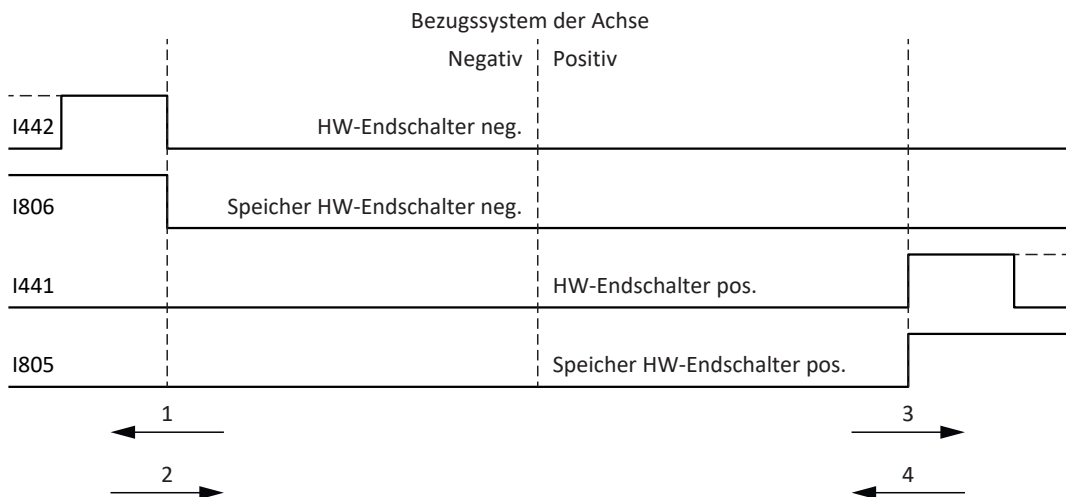 Bezugssystem der Achse
Negativ Positiv
I442 HW-Endschalter neg.
I806 Speicher HW-Endschalter neg.
I441 HW-Endschalter pos.
I805 Speicher HW-Endschalter pos.
1 3
2 4